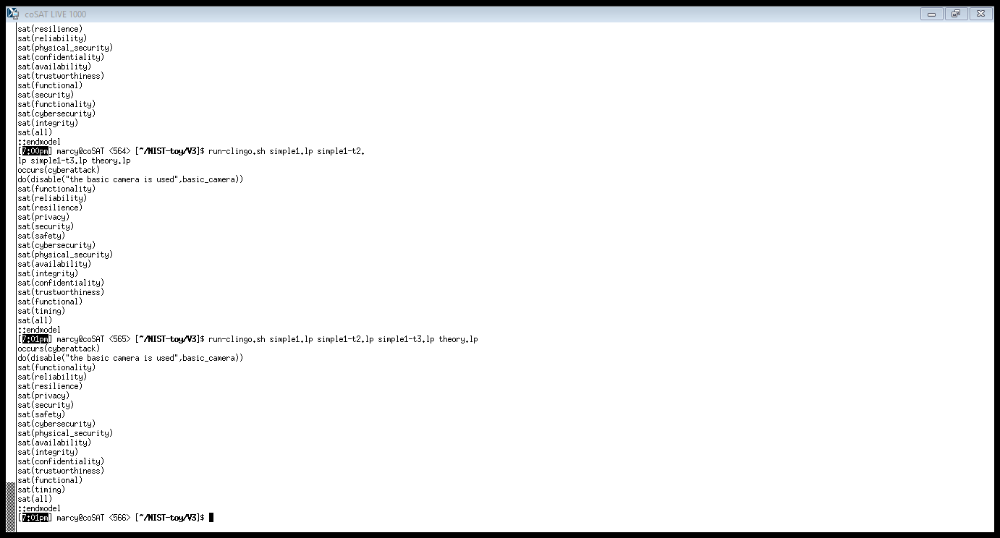 coSAT LIVE 1000
sat(resilience)
sat(reliability)
sat(physical_security)
sat(confidentiality)
sat(availability)
sat(trustworthiness)
sat(functional)
sat(security)
sat(functionality)
sat(cybersecurity)
sat(integrity)
sat(all)
::endmodel
[7:00pm] marcy@coSAT <564> [~/NIST-toy/V3]$ run-clingo.sh simple1.lp simple1-t2.
lp simple1-t3.lp theory.lp
occurs(cyberattack)
do(disable("the basic camera is used",basic_camera))
sat(functionality)
sat(reliability)
sat(resilience)
sat(privacy)
sat(security)
sat(safety)
sat(cybersecurity)
sat(physical_security)
sat(availability)
sat(integrity)
sat(confidentiality)
sat(trustworthiness)
sat(functional)
sat(timing)
sat(all)
::endmodel
[7:01pm] marcy@coSAT <565> [~/NIST-toy/V3]$ run-clingo.sh simple1.lp simple1-t2.lp simple1-t3.lp theory.lp
occurs(cyberattack)
do(disable("the basic camera is used",basic_camera))
sat(functionality)
sat(reliability)
sat(resilience)
sat(privacy)
sat(security)
sat(safety)
sat(cybersecurity)
sat(physical_security)
sat(availability)
sat(integrity)
sat(confidentiality)
sat(trustworthiness)
sat(functional)
sat(timing)
sat(all)
::endmodel
[7:01pm] marcy@coSAT <566> [~/NIST-toy/V3]$